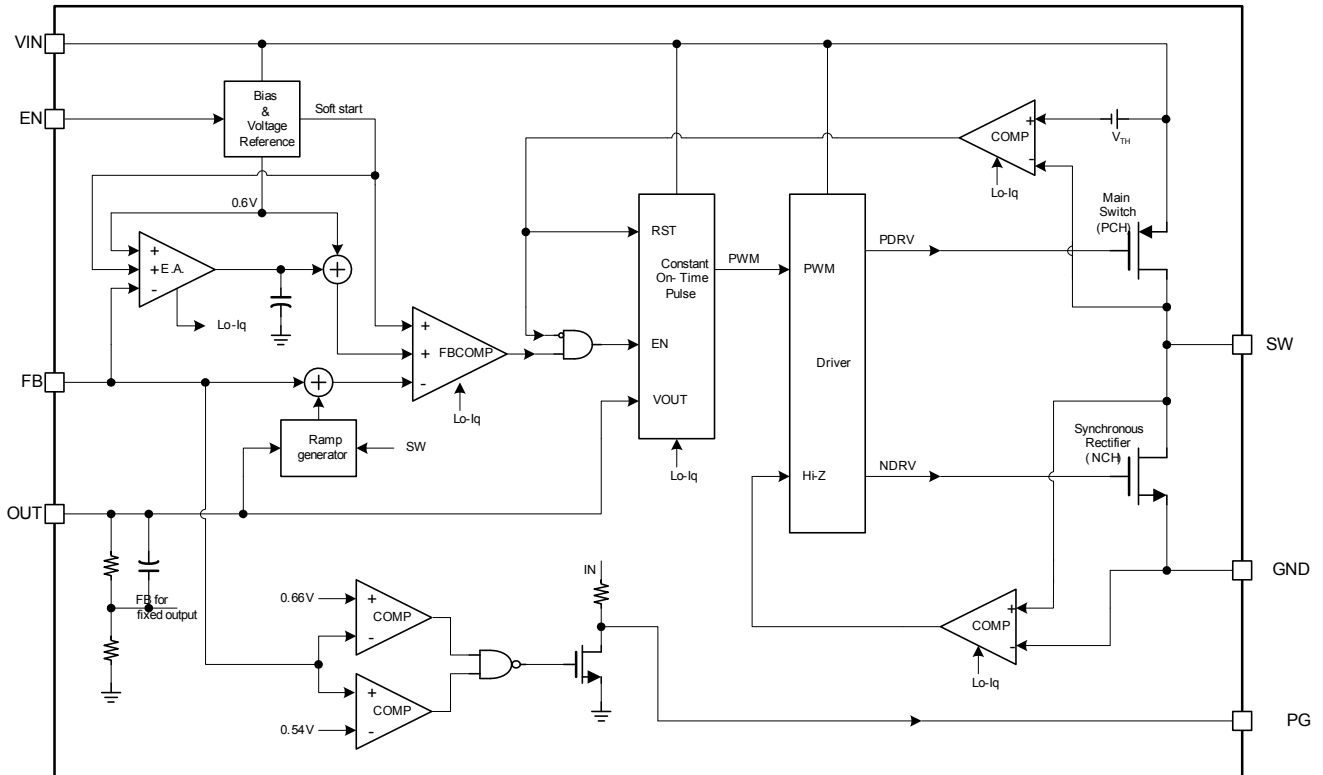 VIN
EN
Bias
&
Voltage
Reference
Soft start
0.6V
+
+
-
E.A.
Lo-Iq
+
FB
+
+
-
FBCOMP
Lo-Iq
+
Ramp
generator
SW
OUT
FB for
fixed output
0.66V
+
-
COMP
0.54V
+
-
COMP
IN
RST
Constant
On- Time
Pulse
EN
VOUT
Lo-Iq
PWM
PWM
Driver
Hi-Z
PDRV
NDRV
+
-
COMP
Lo-Iq
VTH
Main
Switch
(PCH)
SW
Synchronous
Rectifier
( NCH)
GND
+
-
COMP
Lo-Iq
PG